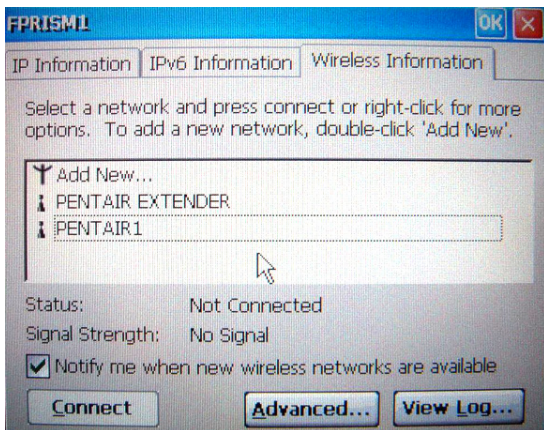 FPRISM1 OK
IP Information IPv6 Information Wireless Information
Select a network and press connect or right-click for more
options. To add a new network, double-click 'Add New'.
Add New...
PENTAIR EXTENDER
PENTAIR1
Status: Not Connected
Signal Strength: No Signal
Notify me when new wireless networks are available
Connect Advanced... View Log...